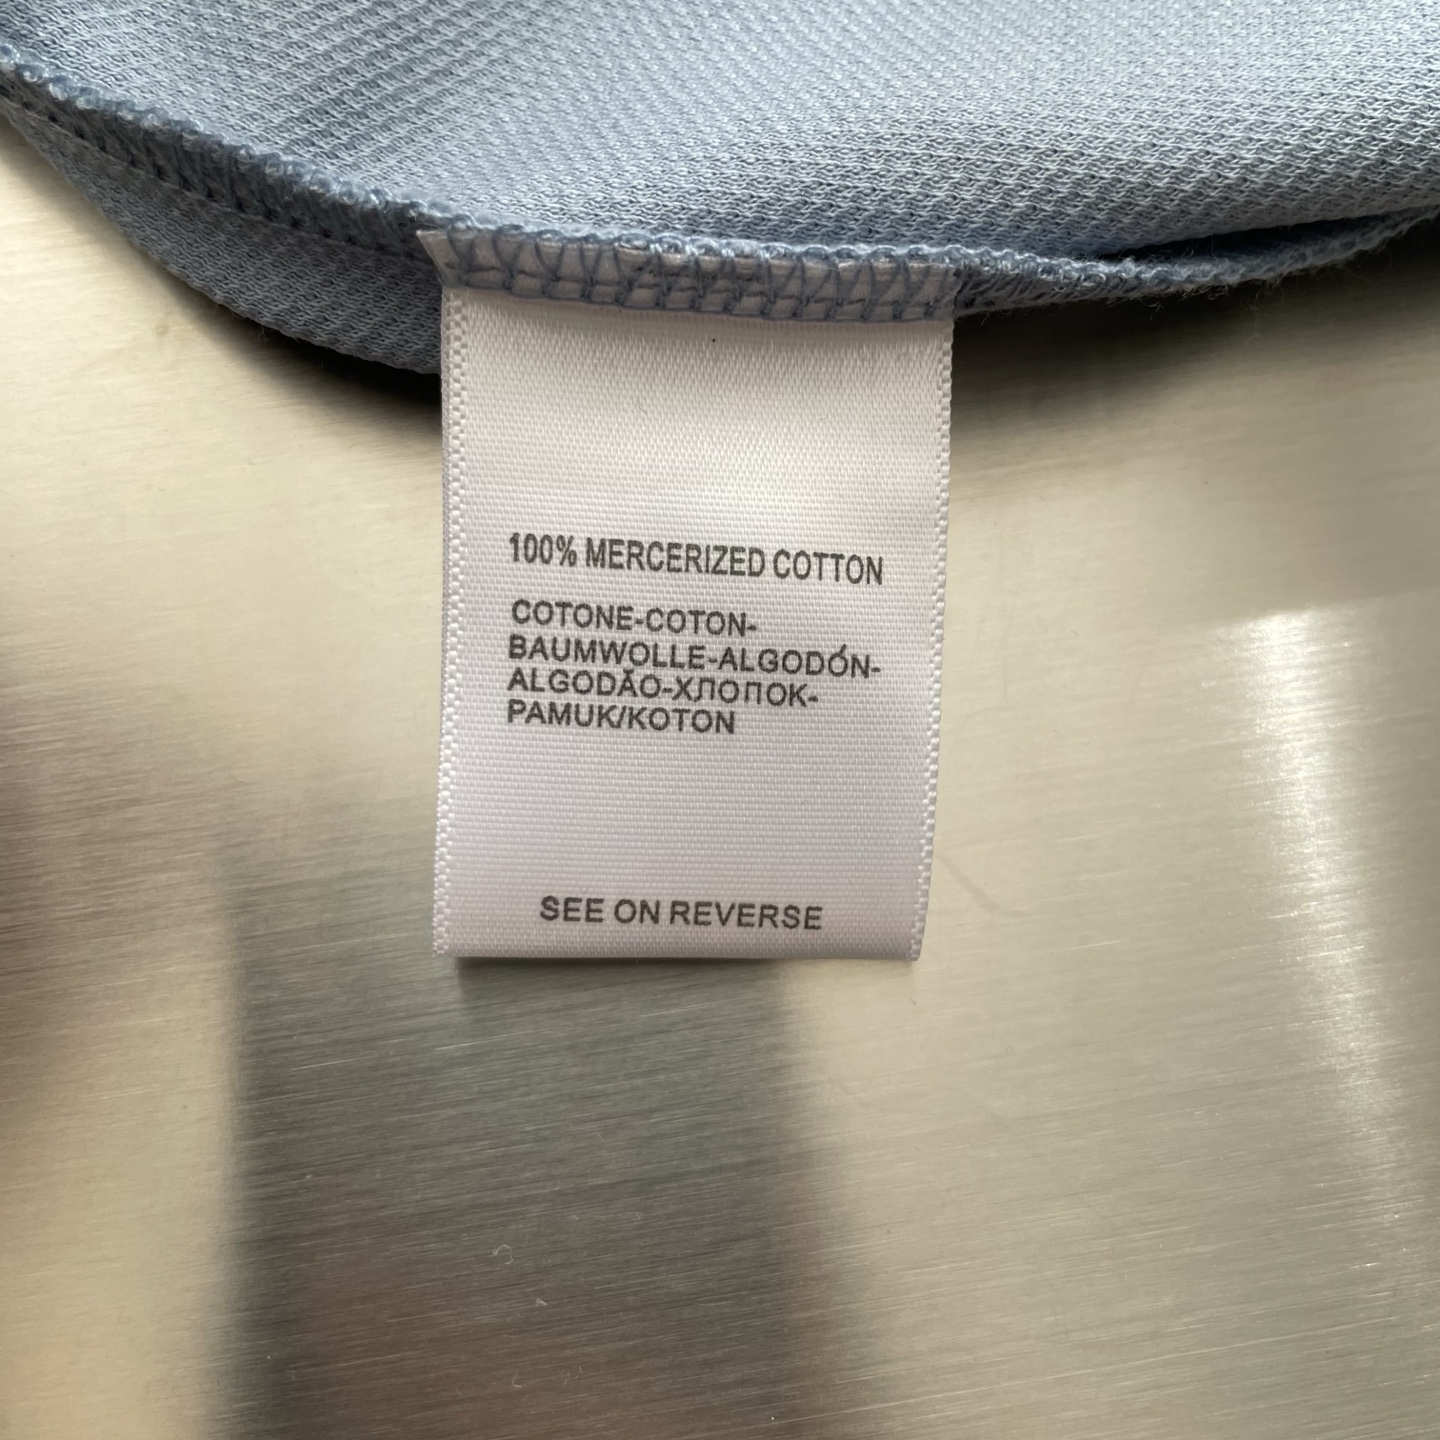 100% MERCERIZED COTTON
COTONE-COTON-
BAUMWOLLE-ALGODÓN-
ALGODÃO-ХЛОПОК-
PAMUK/KOTON
SEE ON REVERSE